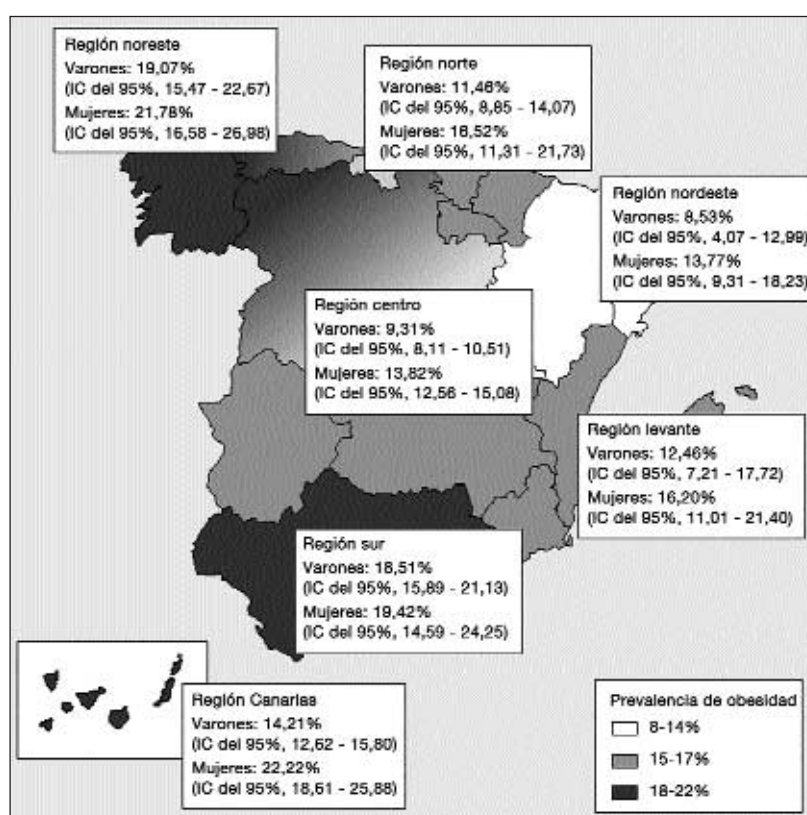 Región noreste
Varones: 19,07%
(IC del 95%, 15,47 - 22,67)
Mujeres: 21,78%
(IC del 95%, 16,58 - 26,98)
Región norte
Varones: 11,46%
(IC del 95%, 8,85 - 14,07)
Mujeres: 16,52%
(IC del 95%, 11,31 - 21,73)
Región nordeste
Varones: 8,53%
(IC del 95%, 4,07 - 12,99)
Mujeres: 13,77%
(IC del 95%, 9,31 - 18,23)
Región centro
Varones: 9,31%
(IC del 95%, 8,11 - 10,51)
Mujeres: 13,82%
(IC del 95%, 12,56 - 15,08)
Región levante
Varones: 12,46%
(IC del 95%, 7,21 - 17,72)
Mujeres: 16,20%
(IC del 95%, 11,01 - 21,40)
Región sur
Varones: 18,51%
(IC del 95%, 15,89 - 21,13)
Mujeres: 19,42%
(IC del 95%, 14,59 - 24,25)
Región Canarias
Varones: 14,21%
(IC del 95%, 12,62 - 15,80)
Mujeres: 22,22%
(IC del 95%, 18,61 - 25,88)
Prevalencia de obesidad
8-14%
15-17%
18-22%